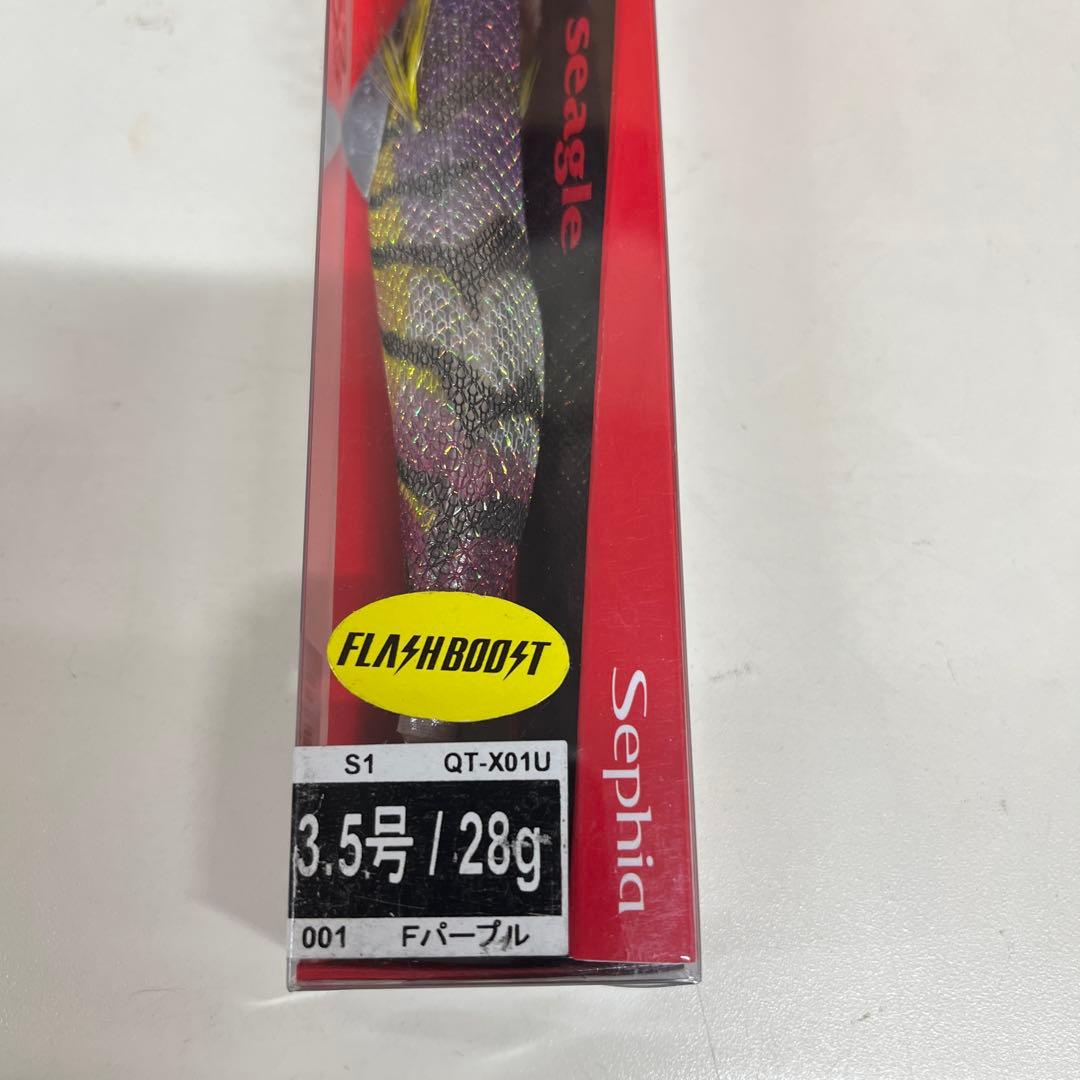 seagle
FLASHBOOST
Sephia
S1 QT-X01U
3.5号 / 28g
001 Fパープル